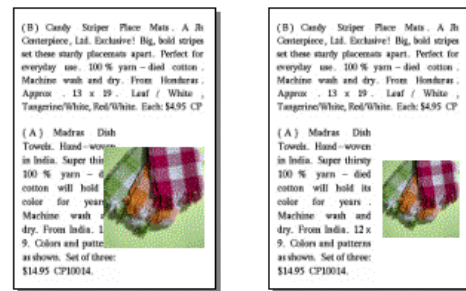 (B) Candy Striper Place Mats. A Jh
Centerpiece, Ltd. Exclusive! Big, bold stripes
set these sturdy placemats apart. Perfect for
everyday use. 100 % yarn – died cotton .
Machine wash and dry. From Honduras .
Approx . 13 x 19 . Leaf / White ,
Tangerine/White, Red/White. Each: $4.95 CP
(A) Madras Dish
Towels. Hand–woven
in India. Super thir
100 % yarn – d
cotton will hold
color for years
Machine wash
dry. From India. 1
9. Colors and patte
as shown. Set of three:
$14.95 CP10014.
(B) Candy Striper Place Mats. A Jh
Centerpiece, Ltd. Exclusive! Big, bold stripes
set these sturdy placemats apart. Perfect for
everyday use. 100 % yarn – died cotton .
Machine wash and dry. From Honduras .
Approx . 13 x 19 . Leaf / White ,
Tangerine/White, Red/White. Each: $4.95 CP
(A) Madras Dish
Towels. Hand–woven
in India. Super thirsty
100 % yarn – died
cotton will hold its
color for years .
Machine wash and
dry. From India. 12 x
9. Colors and patterns
as shown. Set of three:
$14.95 CP10014.